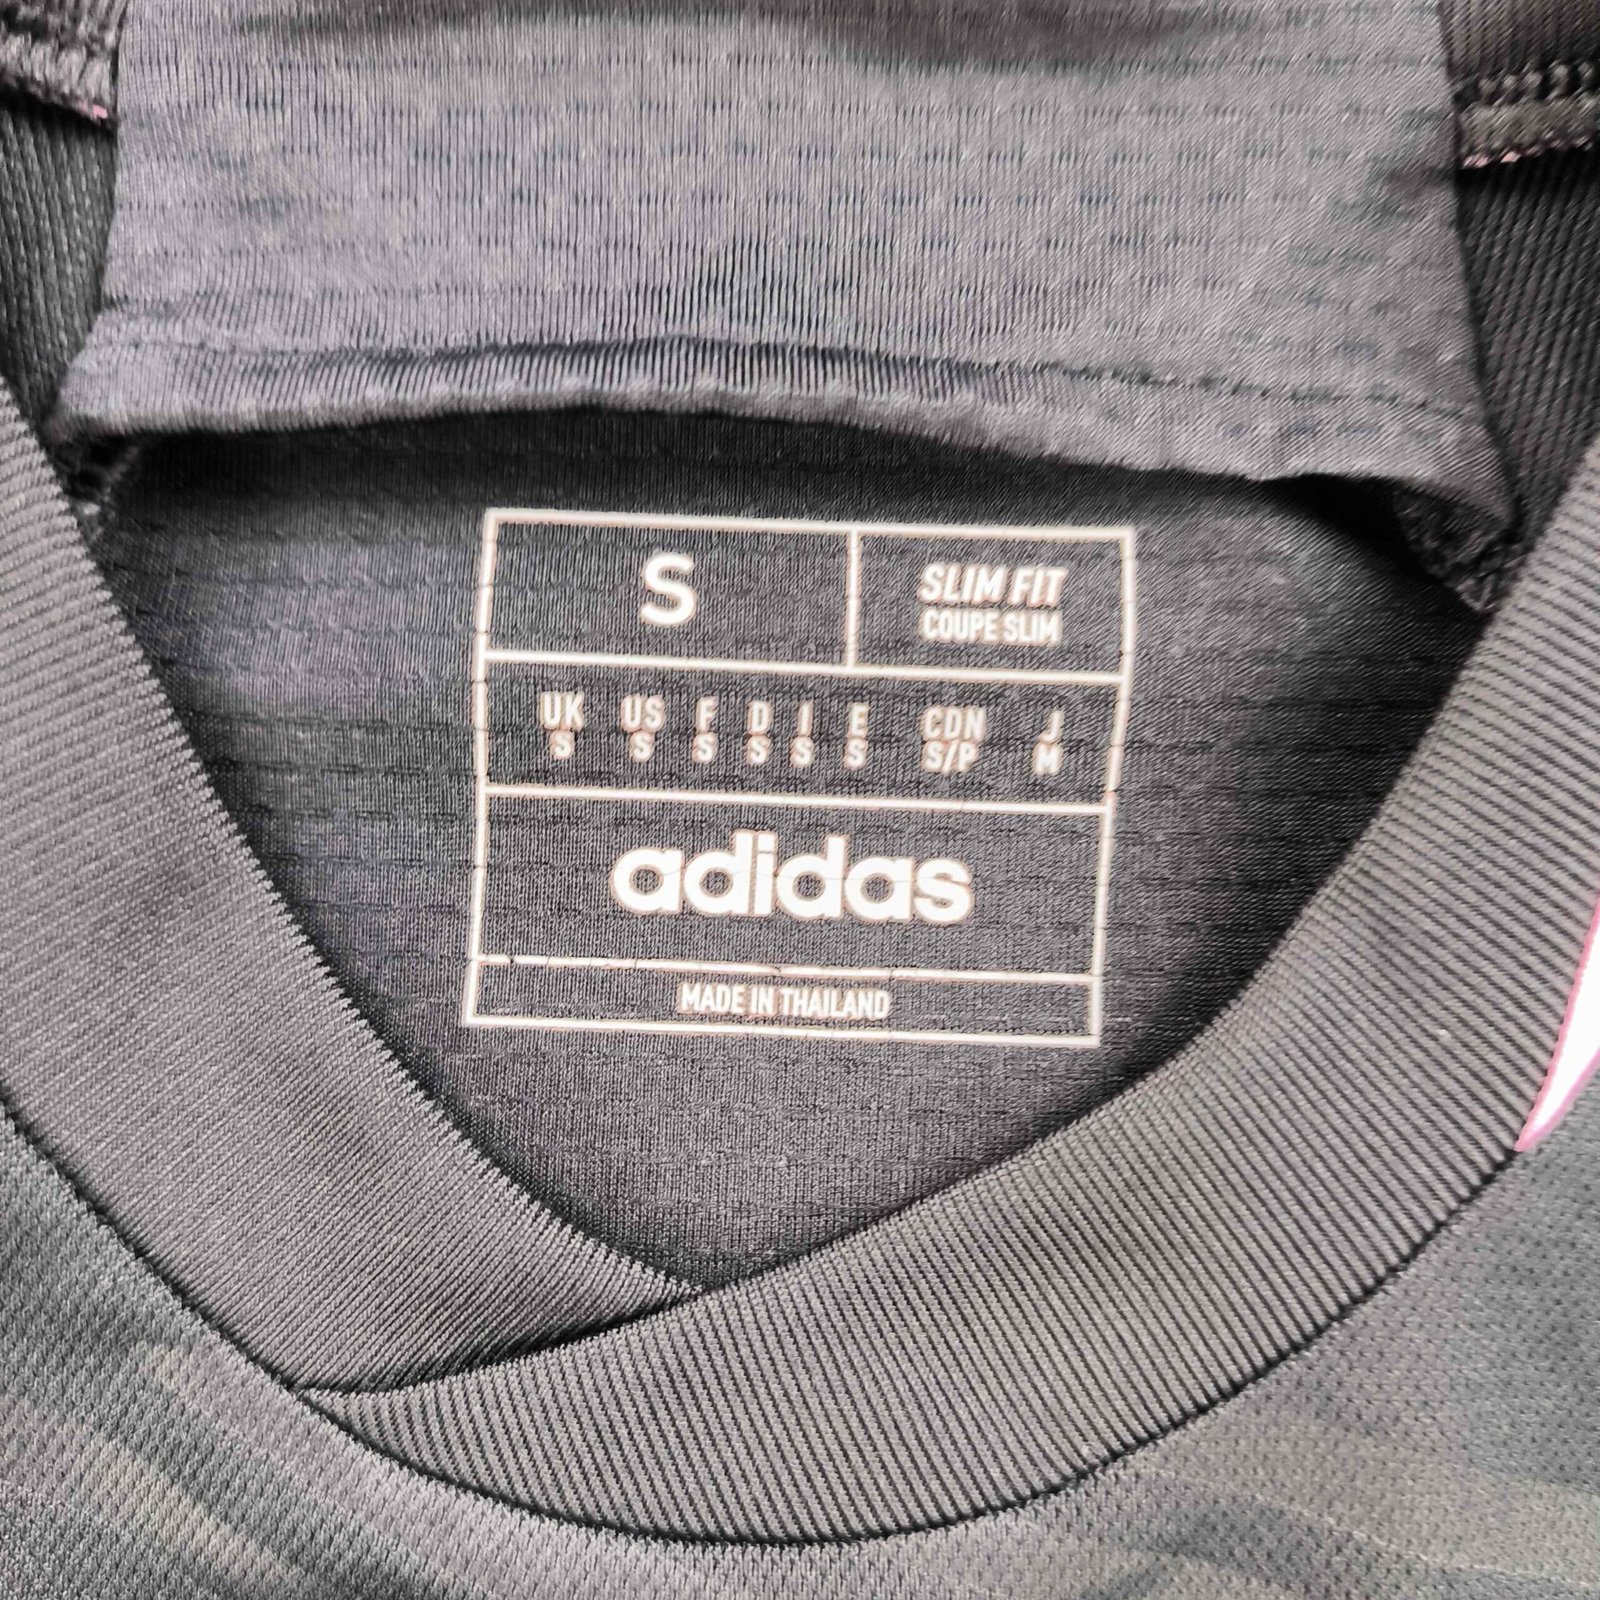 S
SLIM FIT
COUPE SLIM
UK US F D I E CDN J
S S S S S S S/P M
adidas
MADE IN THAILAND